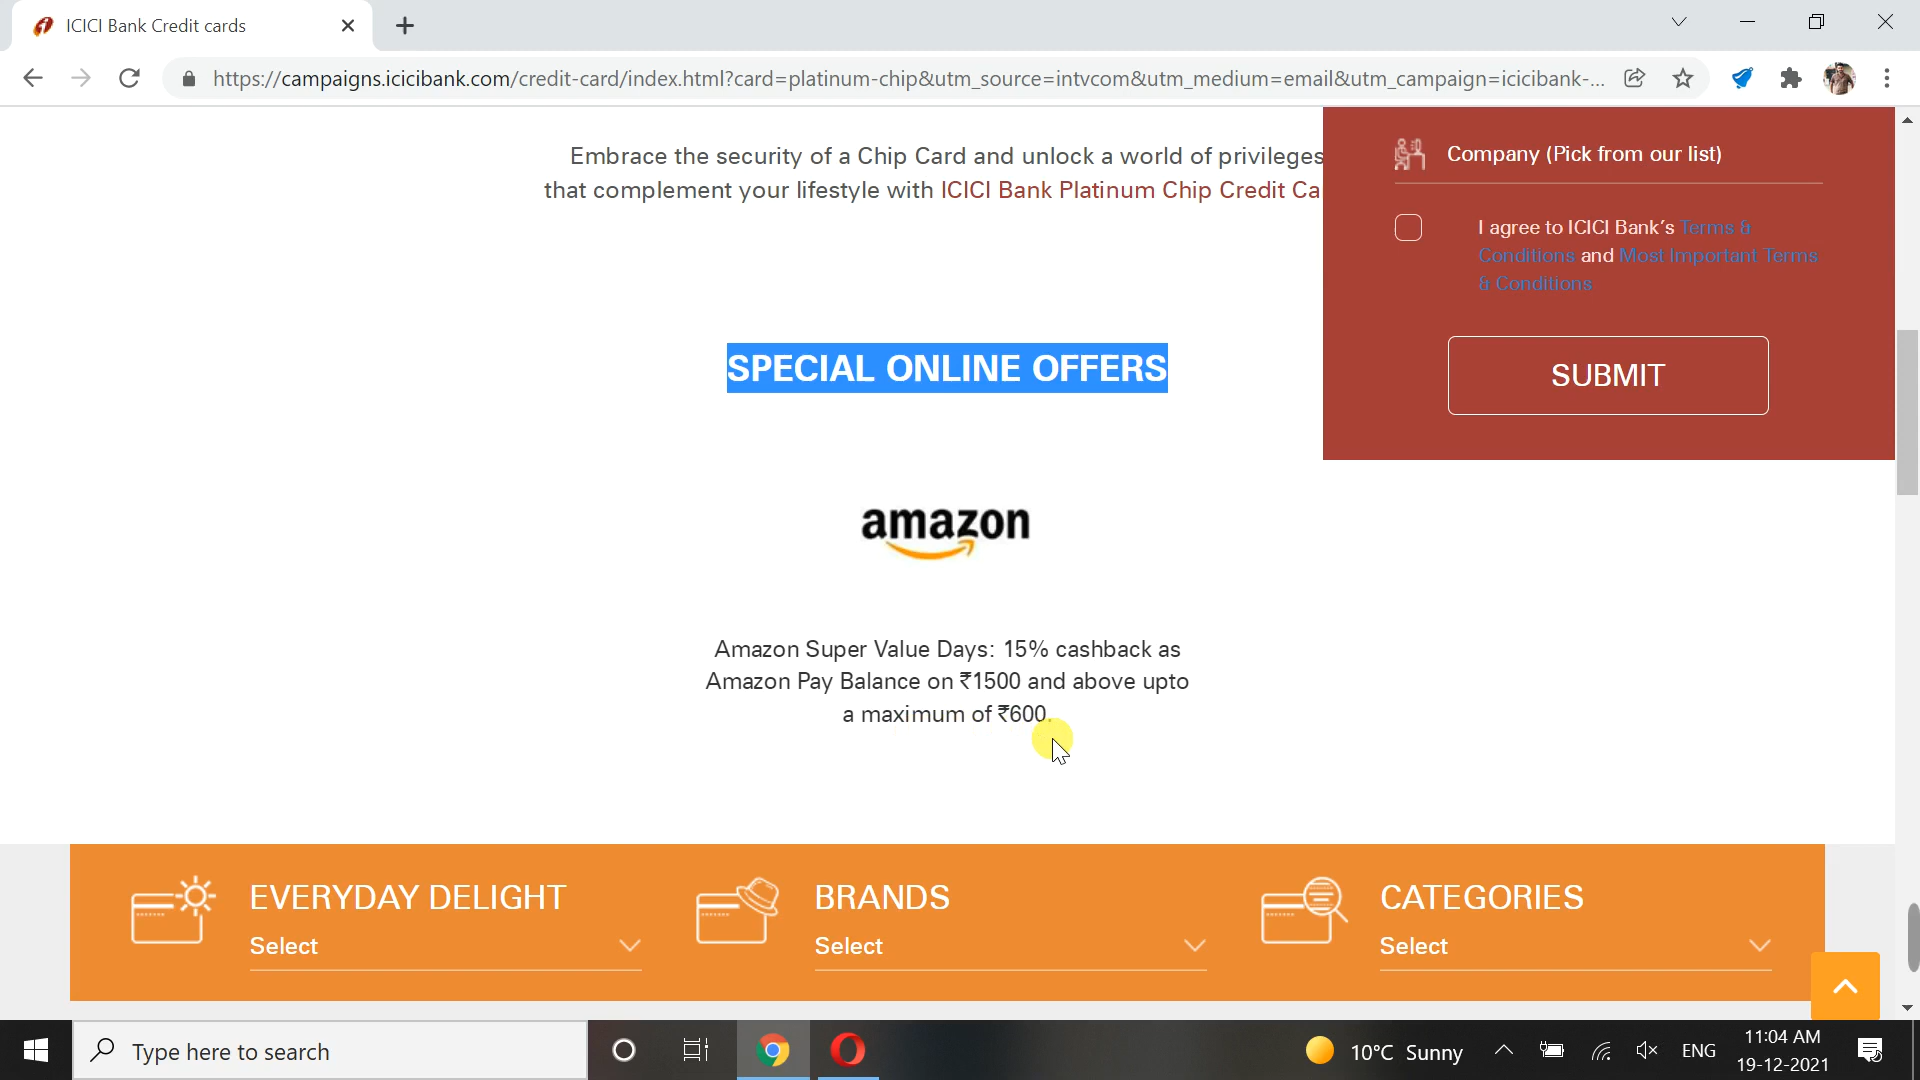 ICICI Bank Credit cards
https://campaigns.icicibank.com/credit-card/index.html?card=platinum-chip&utm_source=intvcom&utm_medium=email&utm_campaign=icicibank-...
Embrace the security of a Chip Card and unlock a world of privileges
that complement your lifestyle with ICICI Bank Platinum Chip Credit Ca
Company (Pick from our list)
I agree to ICICI Bank's Terms &
Conditions and Most Important Terms
& Conditions
SUBMIT
SPECIAL ONLINE OFFERS
amazon
Amazon Super Value Days: 15% cashback as
Amazon Pay Balance on ₹1500 and above upto
a maximum of ₹600.
EVERYDAY DELIGHT
Select
BRANDS
Select
CATEGORIES
Select
Type here to search
10°C Sunny
ENG
11:04 AM
19-12-2021